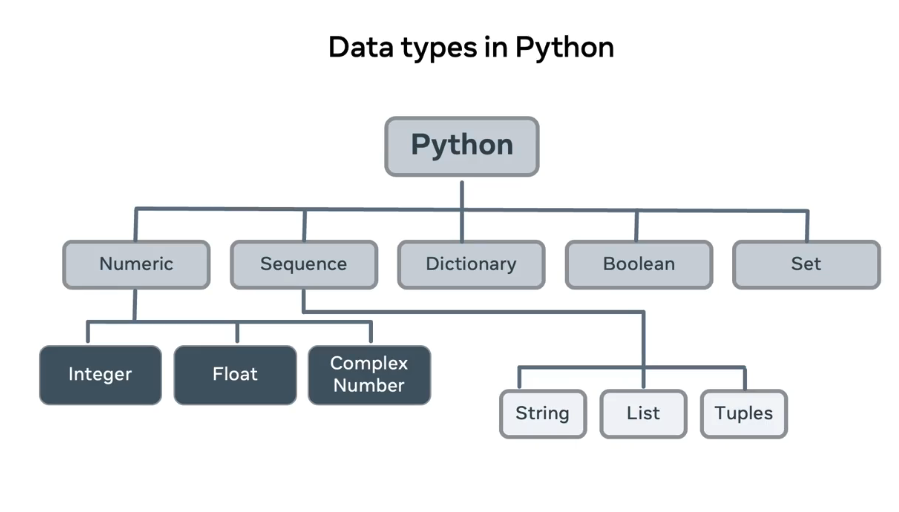 Data types in Python
Python
Numeric
Sequence
Dictionary
Boolean
Set
Integer
Float
Complex
Number
String
List
Tuples